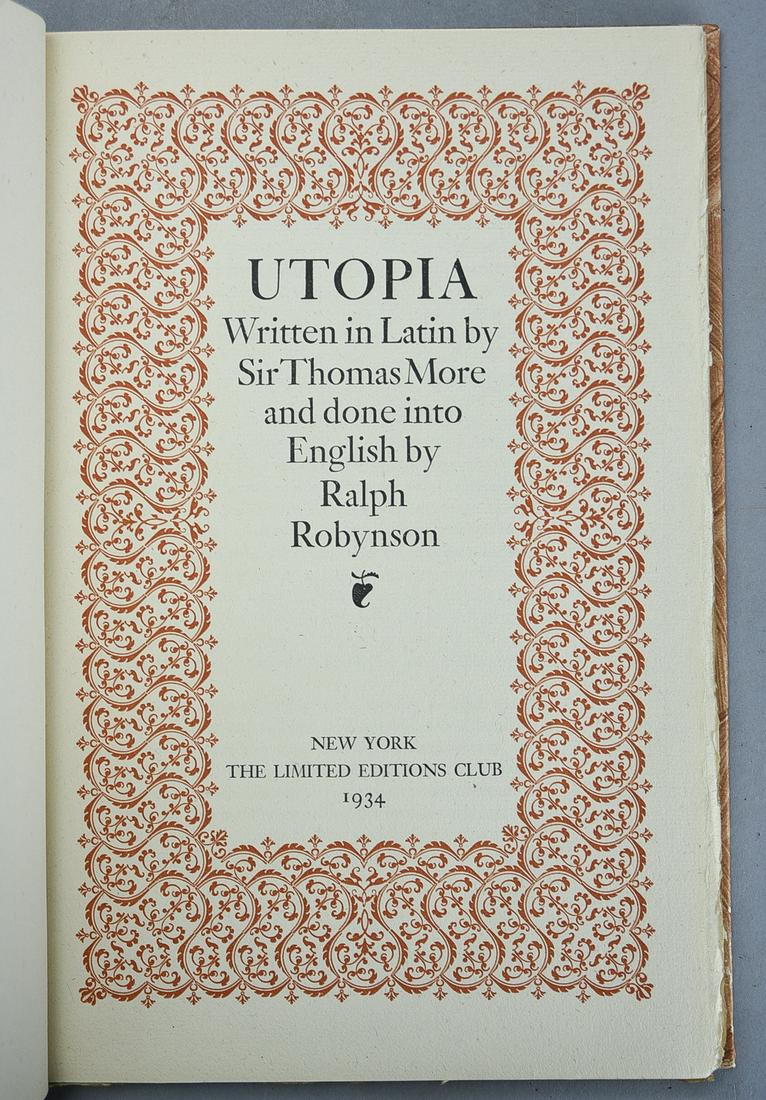 UTOPIA
Written in Latin by
Sir Thomas More
and done into
English by
Ralph
Robynson
NEW YORK
THE LIMITED EDITIONS CLUB
1934